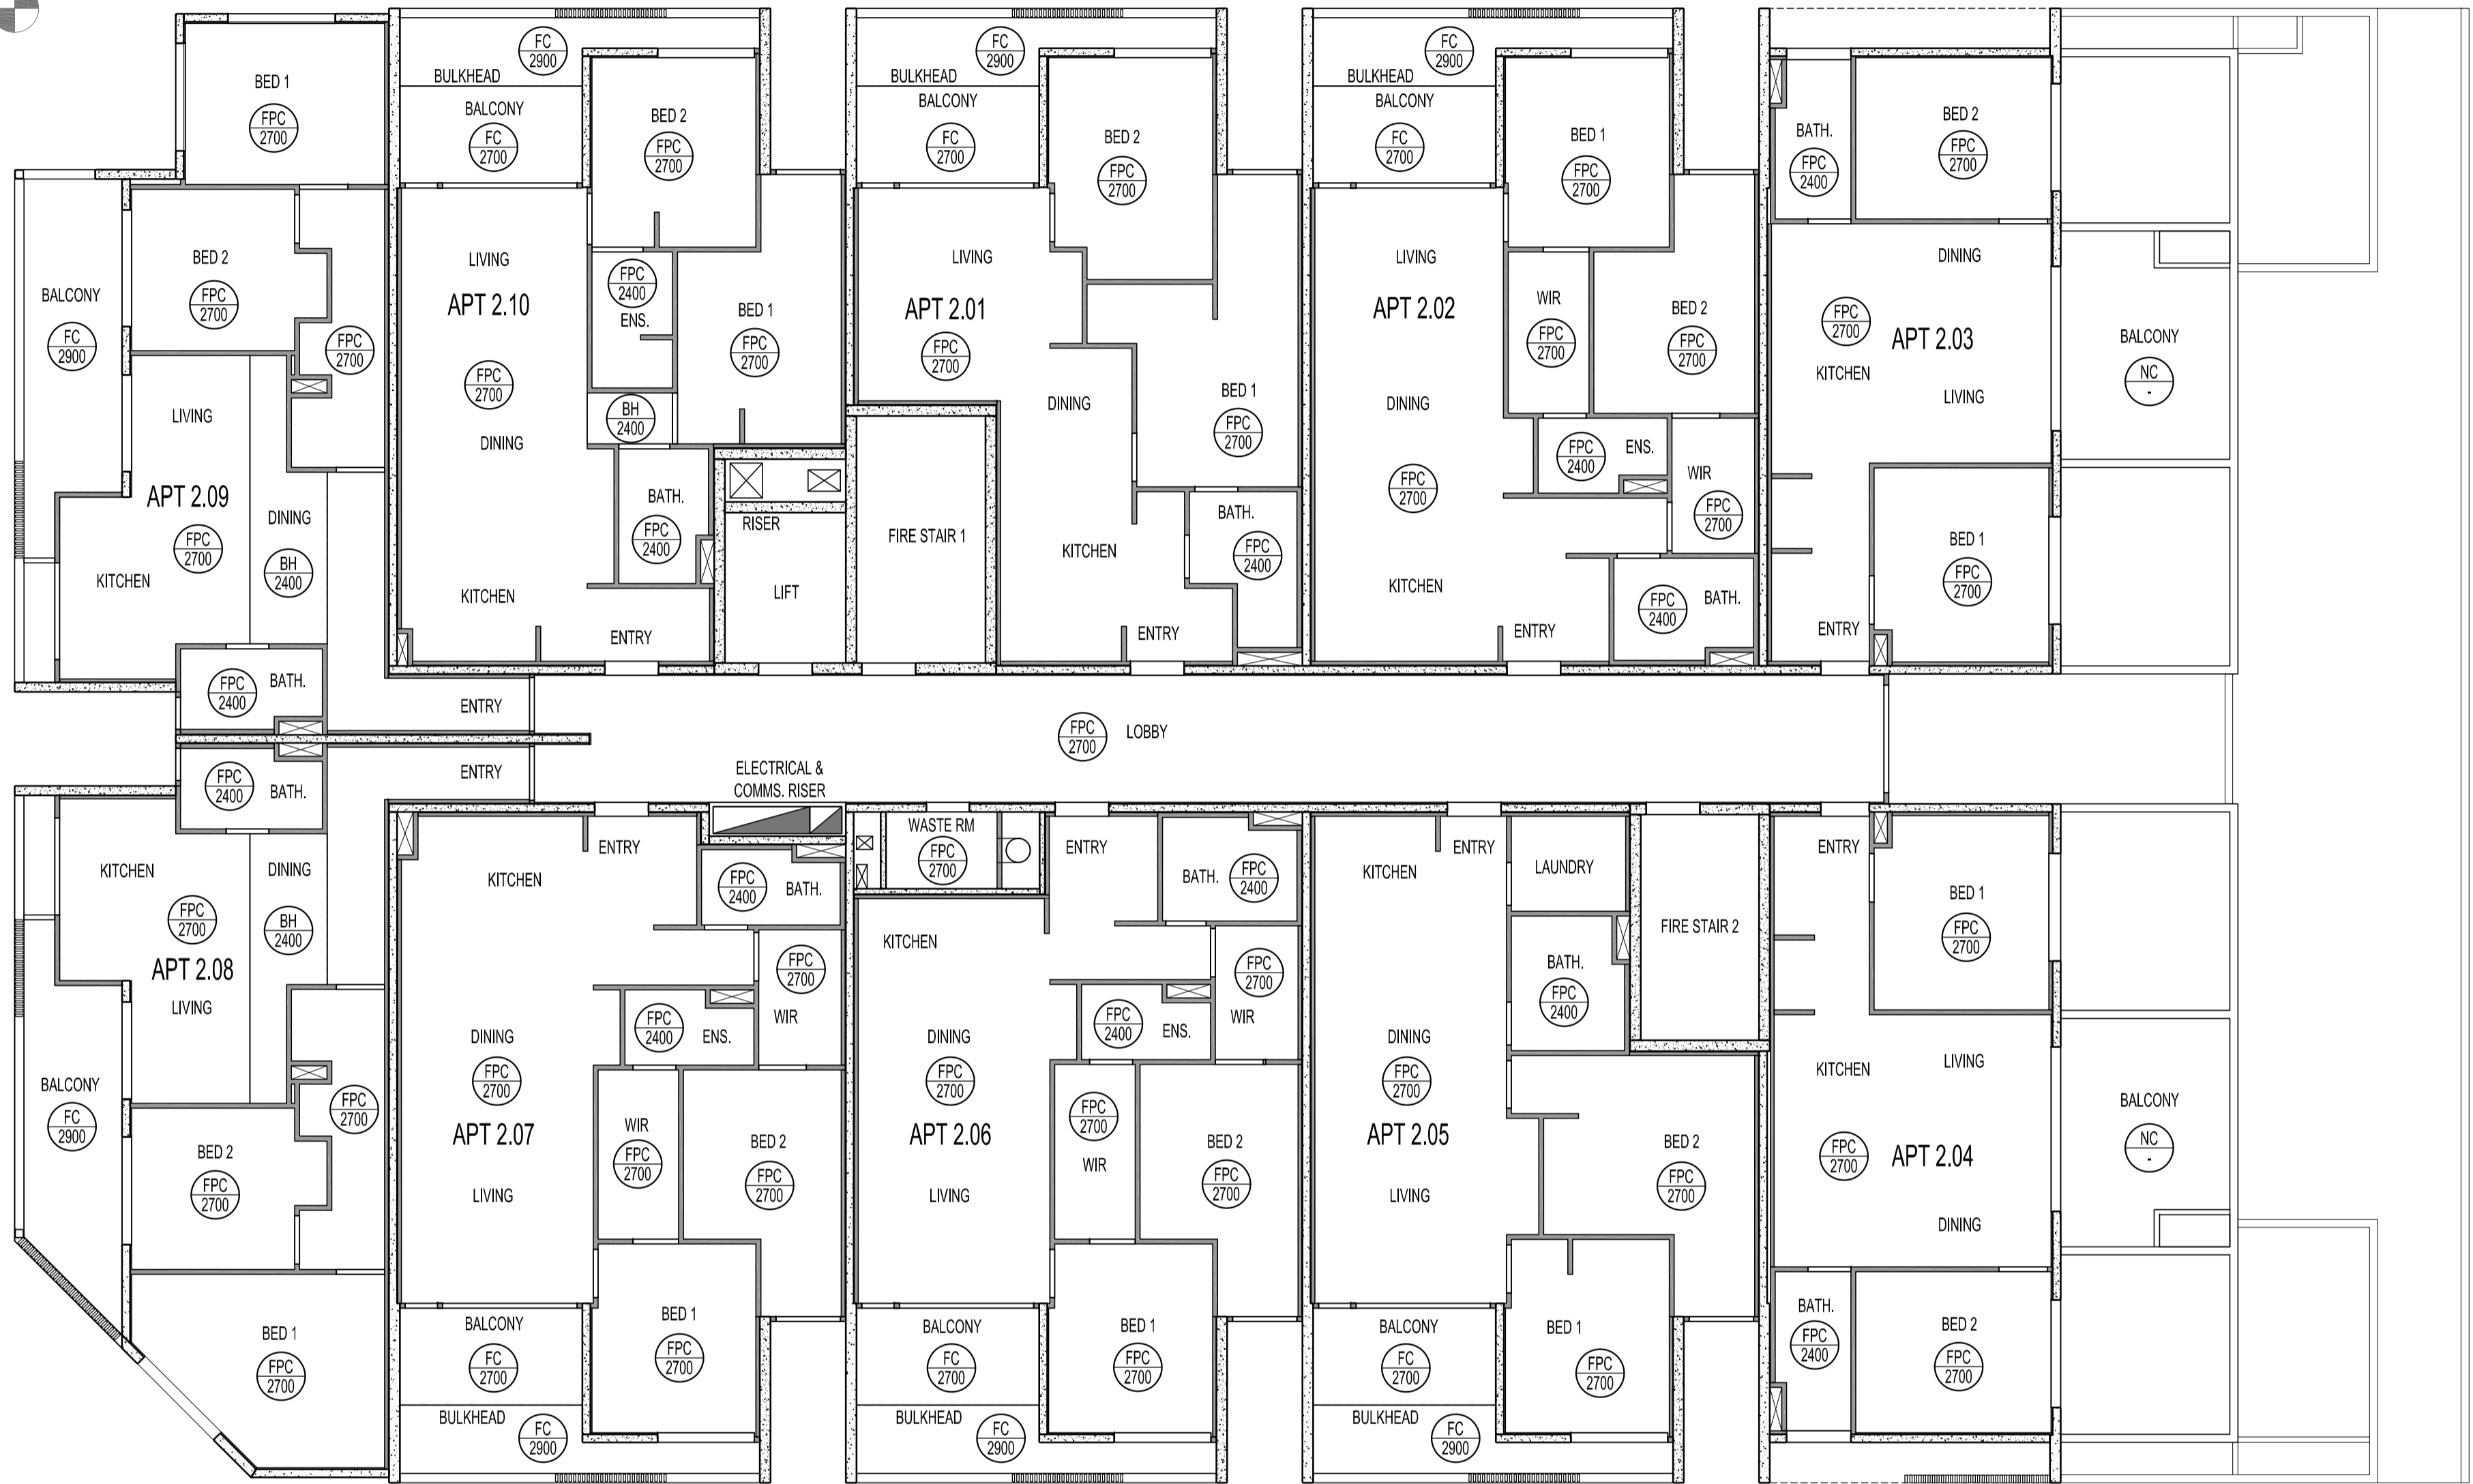 BED 1
FPC
2700
BED 2
FPC
2700
BALCONY
FC
2900
FPC
2700
LIVING
APT 2.09
FPC
2700
DINING
BH
2400
KITCHEN
FPC
2400
BATH.
ENTRY
FC
2900
BULKHEAD
BALCONY
FC
2700
BED 2
FPC
2700
LIVING
APT 2.10
FPC
2400
ENS.
BED 1
FPC
2700
FPC
2700
BH
2400
DINING
BATH.
FPC
2400
KITCHEN
ENTRY
RISER
LIFT
FIRE STAIR 1
FC
2900
BULKHEAD
BALCONY
FC
2700
BED 2
FPC
2700
LIVING
APT 2.01
FPC
2700
DINING
BED 1
FPC
2700
BATH.
FPC
2400
KITCHEN
ENTRY
FC
2900
BULKHEAD
BALCONY
FC
2700
BED 1
FPC
2700
LIVING
APT 2.02
WIR
FPC
2700
BED 2
FPC
2700
DINING
FPC
2700
FPC
2400
ENS.
WIR
FPC
2700
KITCHEN
ENTRY
FPC
2400
BATH.
BATH.
FPC
2400
BED 2
FPC
2700
DINING
FPC
2700
APT 2.03
KITCHEN
LIVING
BALCONY
NC
-
BED 1
FPC
2700
ENTRY
FPC
2700
LOBBY
ELECTRICAL &
COMMS. RISER
ENTRY
FPC
2400
BATH.
KITCHEN
DINING
FPC
2700
BH
2400
APT 2.08
LIVING
BALCONY
FC
2900
FPC
2700
BED 2
FPC
2700
BED 1
FPC
2700
ENTRY
KITCHEN
FPC
2400
BATH.
FPC
2700
WIR
FPC
2400
ENS.
DINING
FPC
2700
APT 2.07
WIR
FPC
2700
BED 2
FPC
2700
LIVING
BED 1
FPC
2700
BALCONY
FC
2700
BULKHEAD
FC
2900
WASTE RM
FPC
2700
ENTRY
BATH.
FPC
2400
KITCHEN
FPC
2700
WIR
FPC
2400
ENS.
DINING
FPC
2700
APT 2.06
FPC
2700
WIR
BED 2
FPC
2700
LIVING
BALCONY
FC
2700
BED 1
FPC
2700
BULKHEAD
FC
2900
ENTRY
KITCHEN
LAUNDRY
FIRE STAIR 2
BATH.
FPC
2400
DINING
FPC
2700
APT 2.05
BED 2
FPC
2700
LIVING
BALCONY
FC
2700
BED 1
FPC
2700
BULKHEAD
FC
2900
ENTRY
BED 1
FPC
2700
KITCHEN
LIVING
FPC
2700
APT 2.04
DINING
BALCONY
NC
-
BATH.
FPC
2400
BED 2
FPC
2700